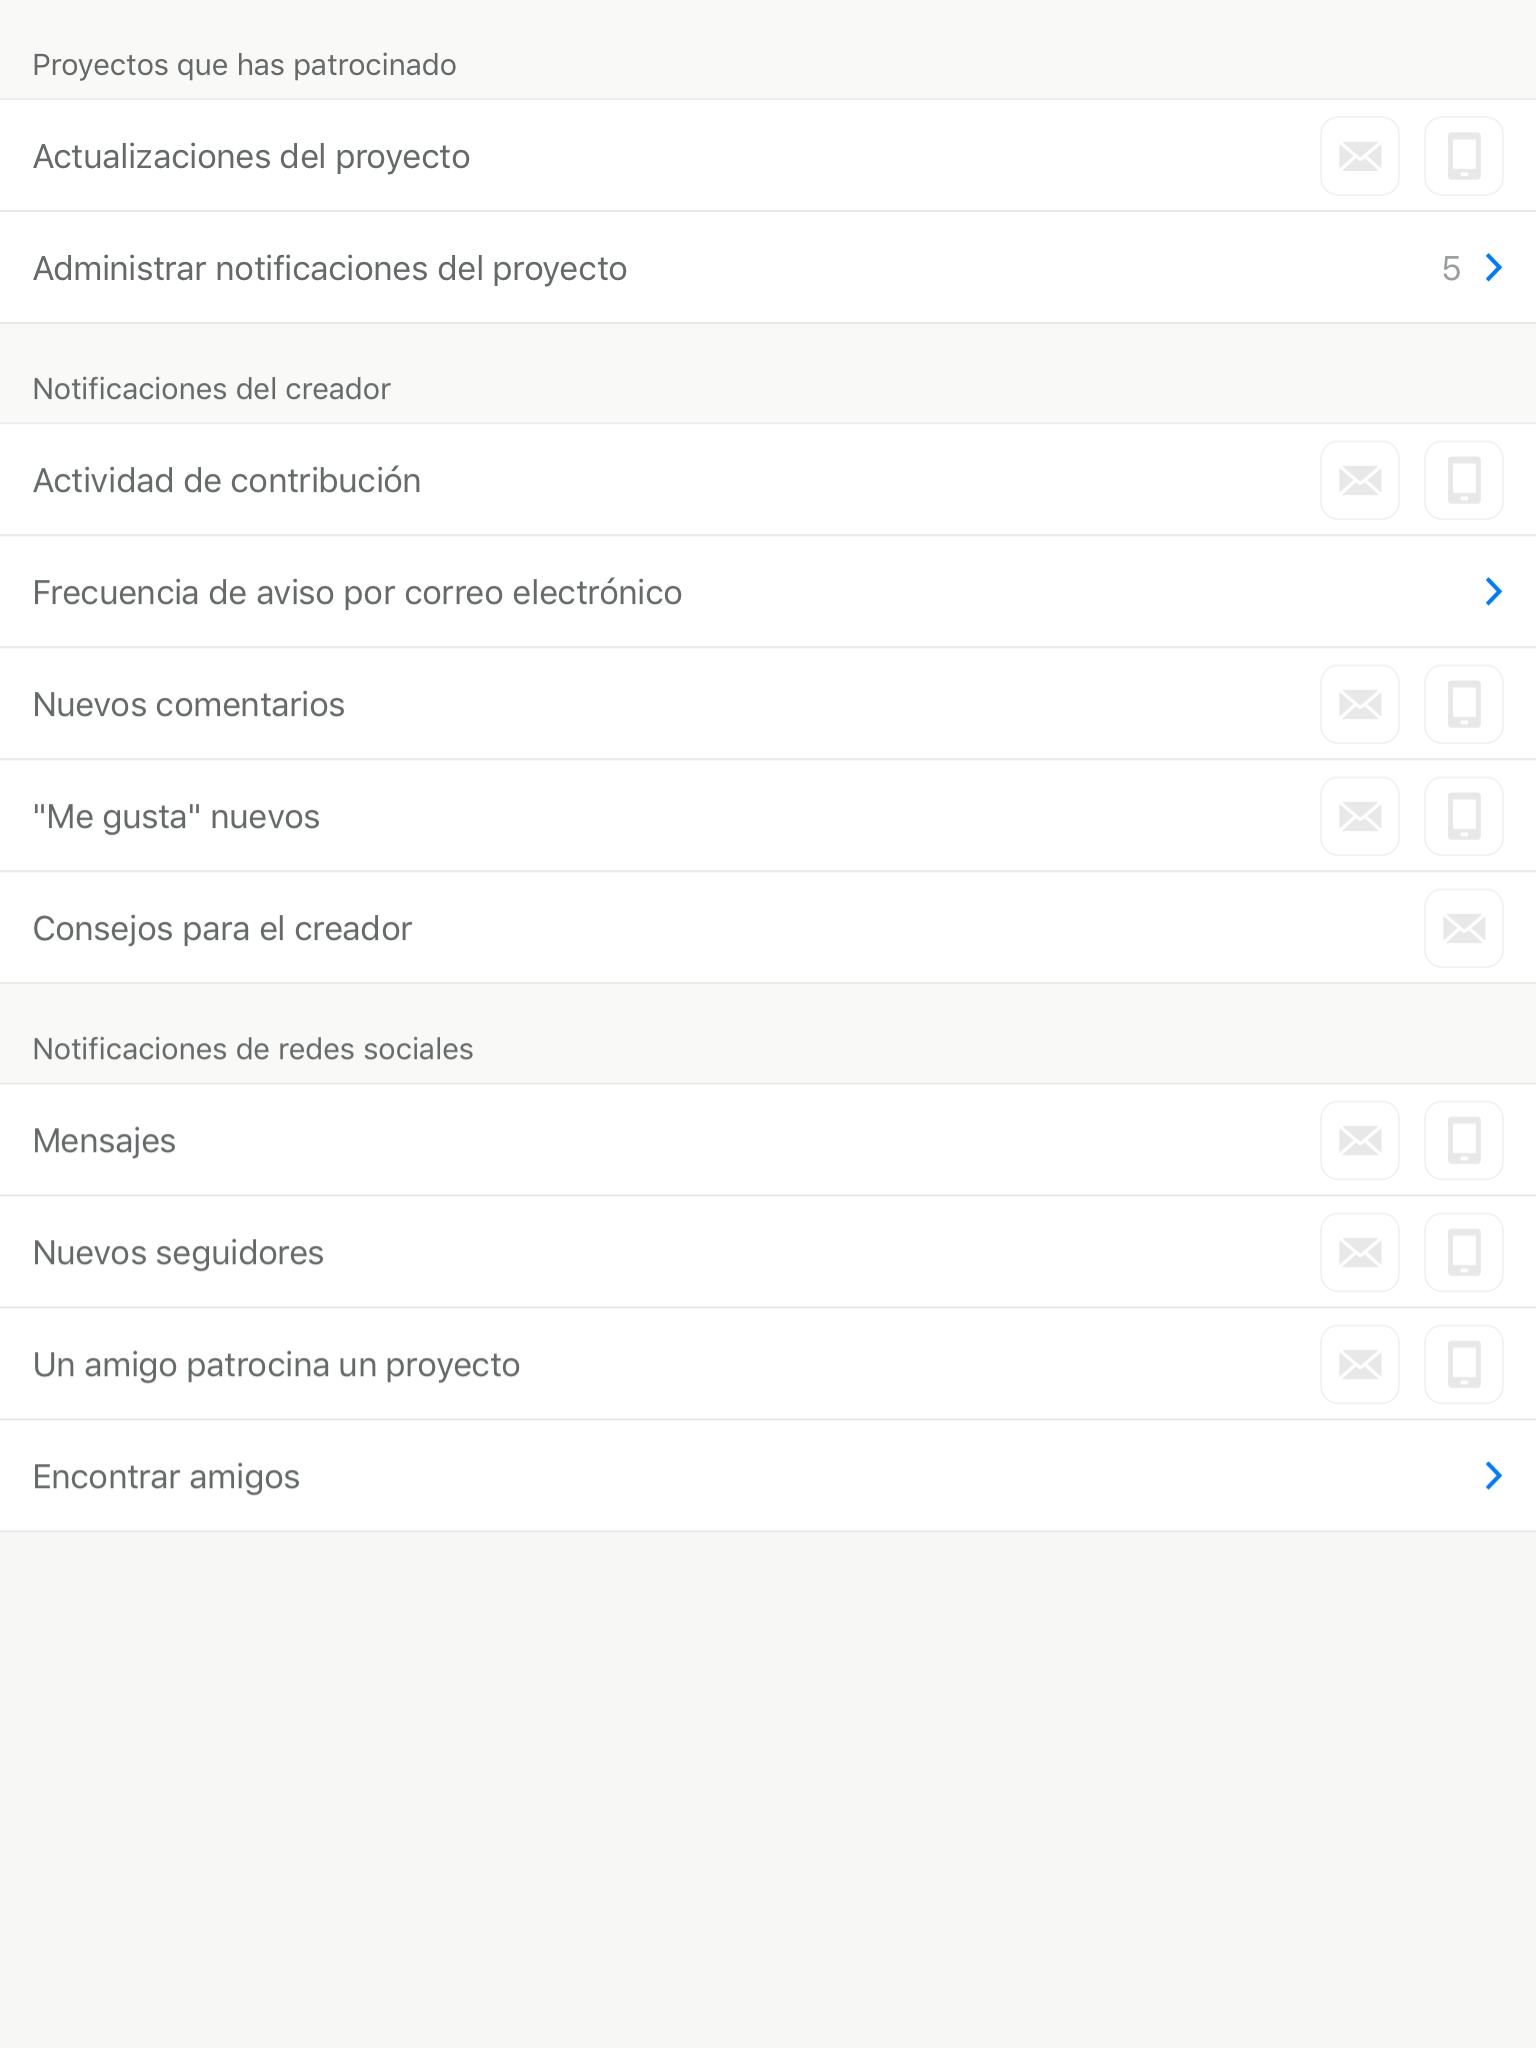 Proyectos que has patrocinado
Actualizaciones del proyecto
Administrar notificaciones del proyecto 5
Notificaciones del creador
Actividad de contribución
Frecuencia de aviso por correo electrónico
Nuevos comentarios
"Me gusta" nuevos
Consejos para el creador
Notificaciones de redes sociales
Mensajes
Nuevos seguidores
Un amigo patrocina un proyecto
Encontrar amigos